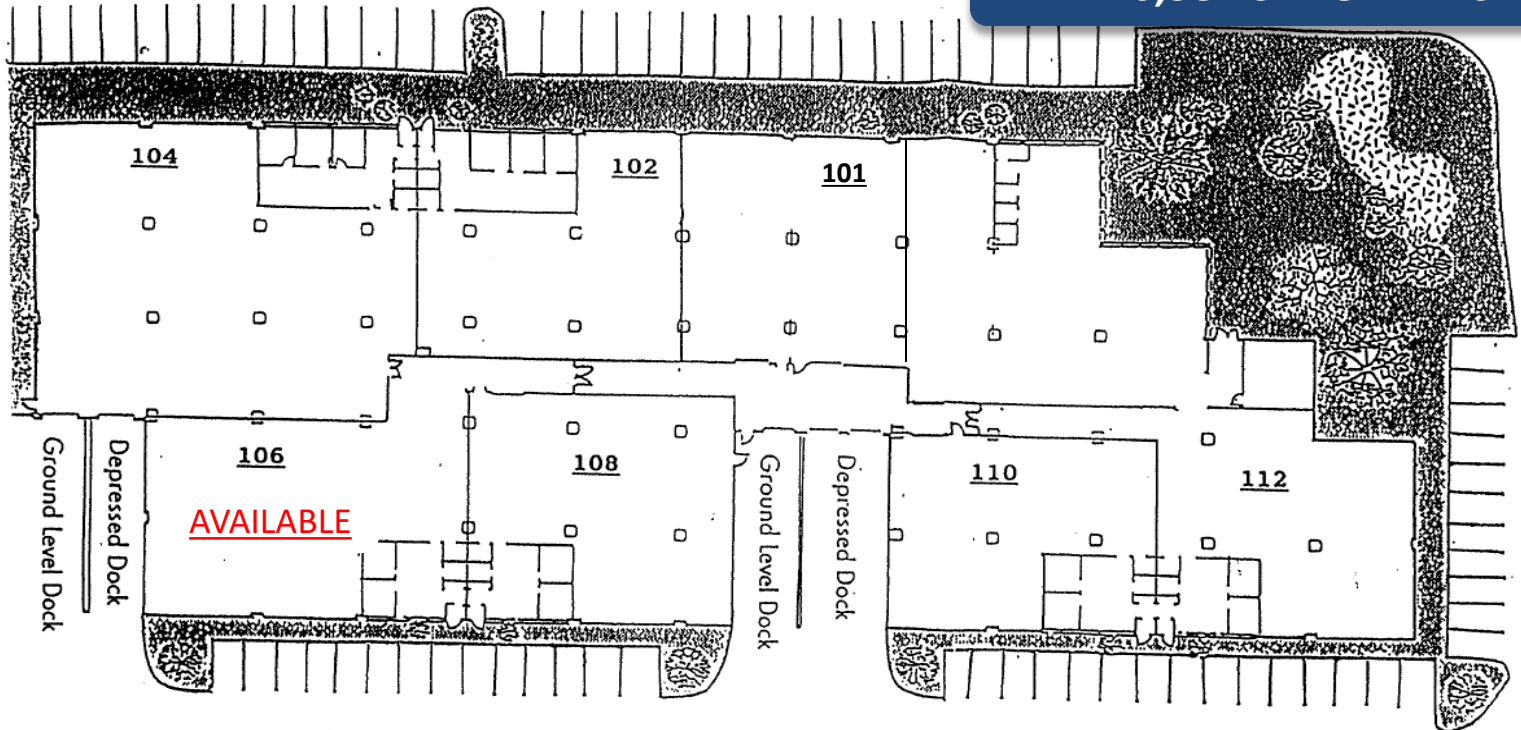 104
102
101
106
AVAILABLE
108
110
112
Ground Level Dock
Depressed Dock
Ground Level Dock
Depressed Dock